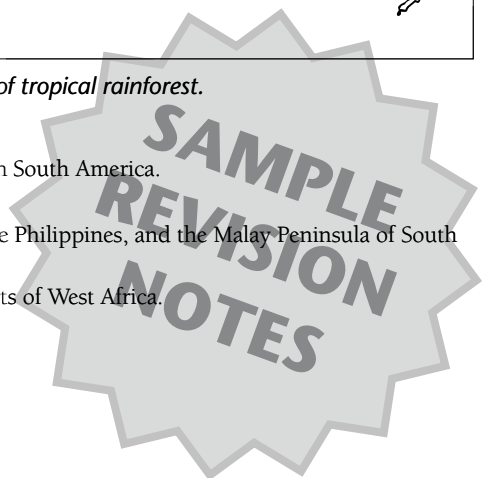 of tropical rainforest.
SAMPLE
n South America.
REVISION
e Philippines, and the Malay Peninsula of South
NOTES
ts of West Africa.